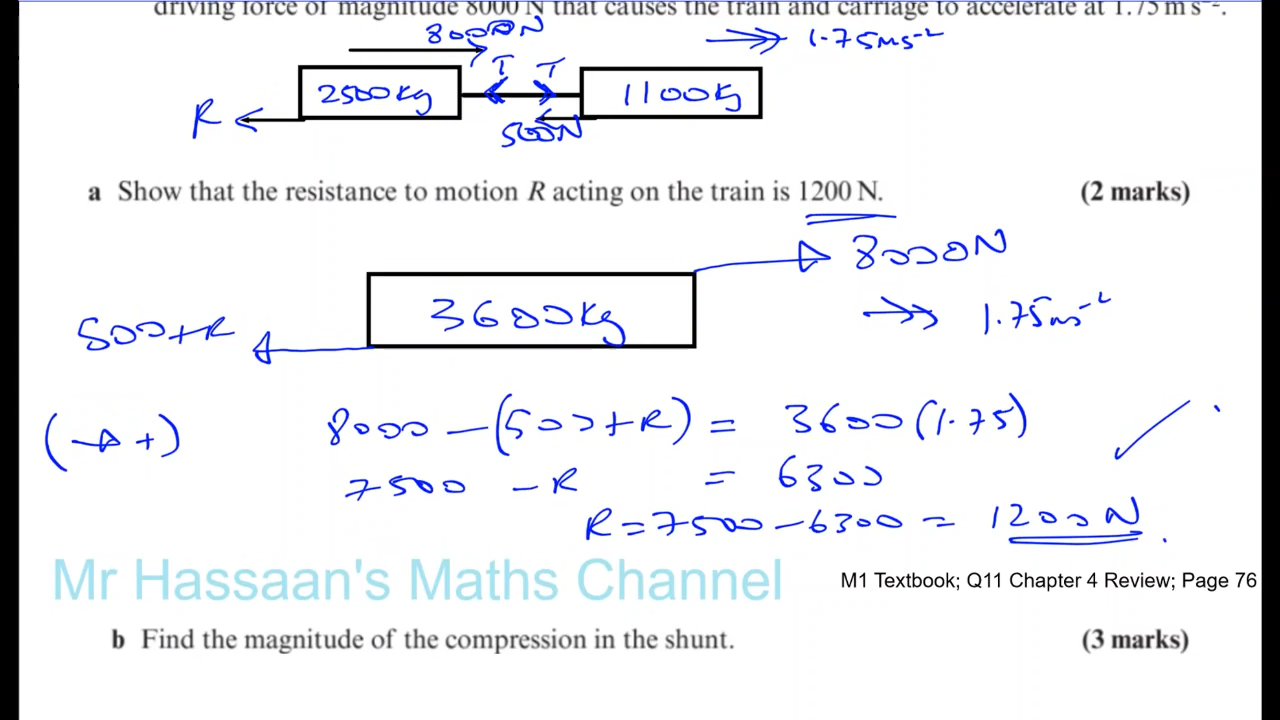 driving force of magnitude 8000 N that causes the train and carriage to accelerate at 1.75 m s⁻².
8000N
1.75ms⁻²
T T
2500kg
1100kg
R
500N
a Show that the resistance to motion R acting on the train is 1200 N. (2 marks)
8000N
3600kg
1.75ms⁻²
500+R
(→+) 8000 – (500+R) = 3600(1.75)
7500 – R = 6300
R = 7500 – 6300 = 1200N
Mr Hassaan's Maths Channel
M1 Textbook; Q11 Chapter 4 Review; Page 76
b Find the magnitude of the compression in the shunt. (3 marks)